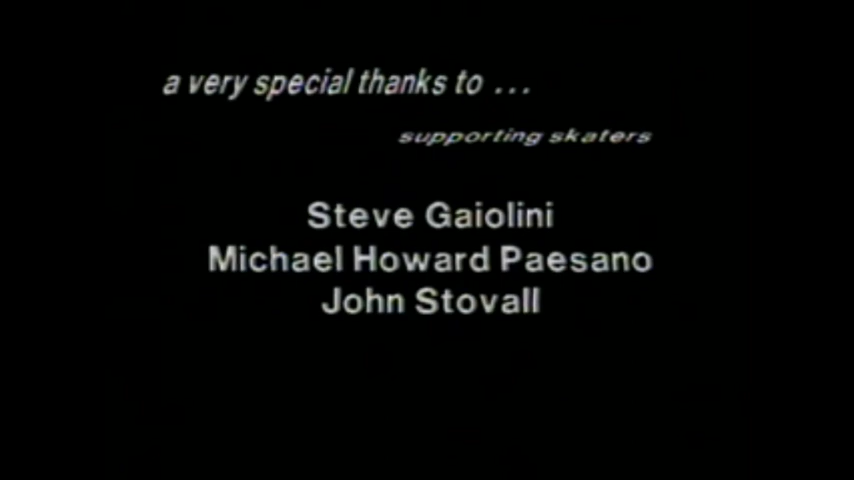 a very special thanks to ...
supporting skaters
Steve Gaiolini
Michael Howard Paesano
John Stovall